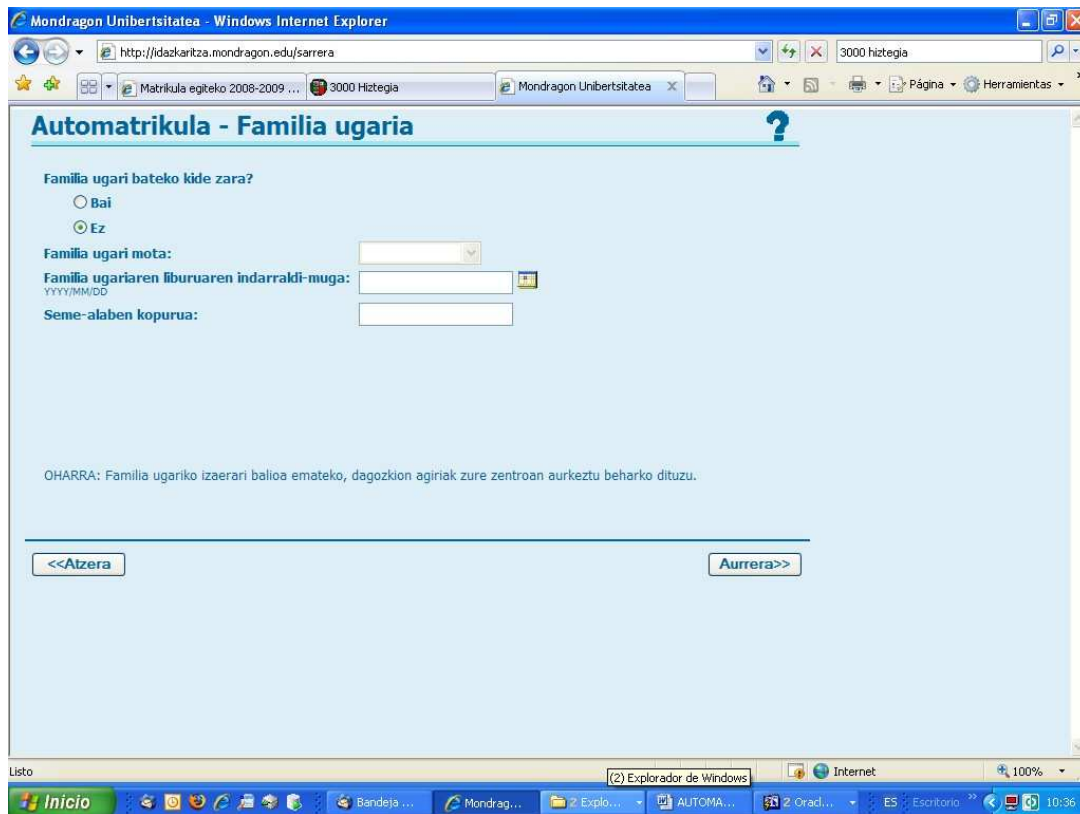 Mondragon Unibertsitatea - Windows Internet Explorer
http://idazkaritza.mondragon.edu/sarrera
3000 hiztegia
Matrikula egiteko 2008-2009 ...
3000 Hiztegia
Mondragon Unibertsitatea
Página
Herramientas
Automatrikula - Familia ugaria
?
Familia ugari bateko kide zara?
Bai
Ez
Familia ugari mota:
Familia ugariaren liburuaren indarraldi-muga:
YYYY/MM/DD
Seme-alaben kopurua:
OHARRA: Familia ugariko izaerari balioa emateko, dagozkion agiriak zure zentroan aurkeztu beharko dituzu.
<<Atzera
Aurrera>>
Listo
(2) Explorador de Windows
Internet
100%
Inicio
Bandeja ...
Mondrag...
2 Explo...
AUTOMA...
2 Oracl...
ES
Escritorio
10:36